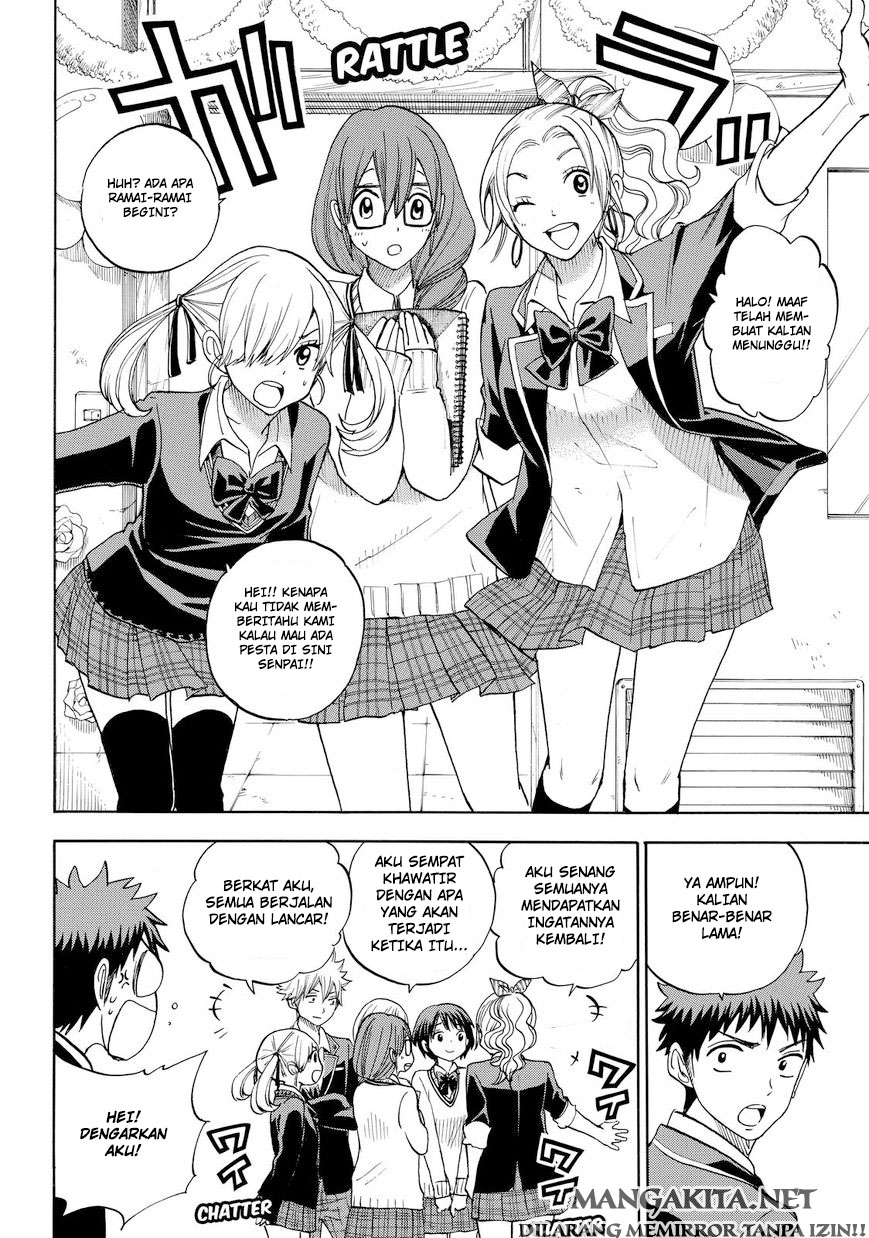 RATTLE
ガラ
HUH? ADA APA
RAMAI-RAMAI
BEGINI?
HALO! MAAF
TELAH MEM-
BUAT KALIAN
MENUNGGU!!
HEI!! KENAPA
KAU TIDAK MEM-
BERITAHU KAMI
KALAU MAU ADA
PESTA DI SINI
SENPAI!!
YA AMPUN!
KALIAN
BENAR-BENAR
LAMA!
AKU SENANG
SEMUANYA
MENDAPATKAN
INGATANNYA
KEMBALI!
AKU SEMPAT
KHAWATIR
DENGAN APA
YANG AKAN
TERJADI
KETIKA ITU...
BERKAT AKU,
SEMUA BERJALAN
DENGAN LANCAR!
HEI!
DENGARKAN
AKU!
ワイ
ワイ
CHATTER
MANGAKITA.NET
DILARANG MEMIRROR TANPA IZIN!!